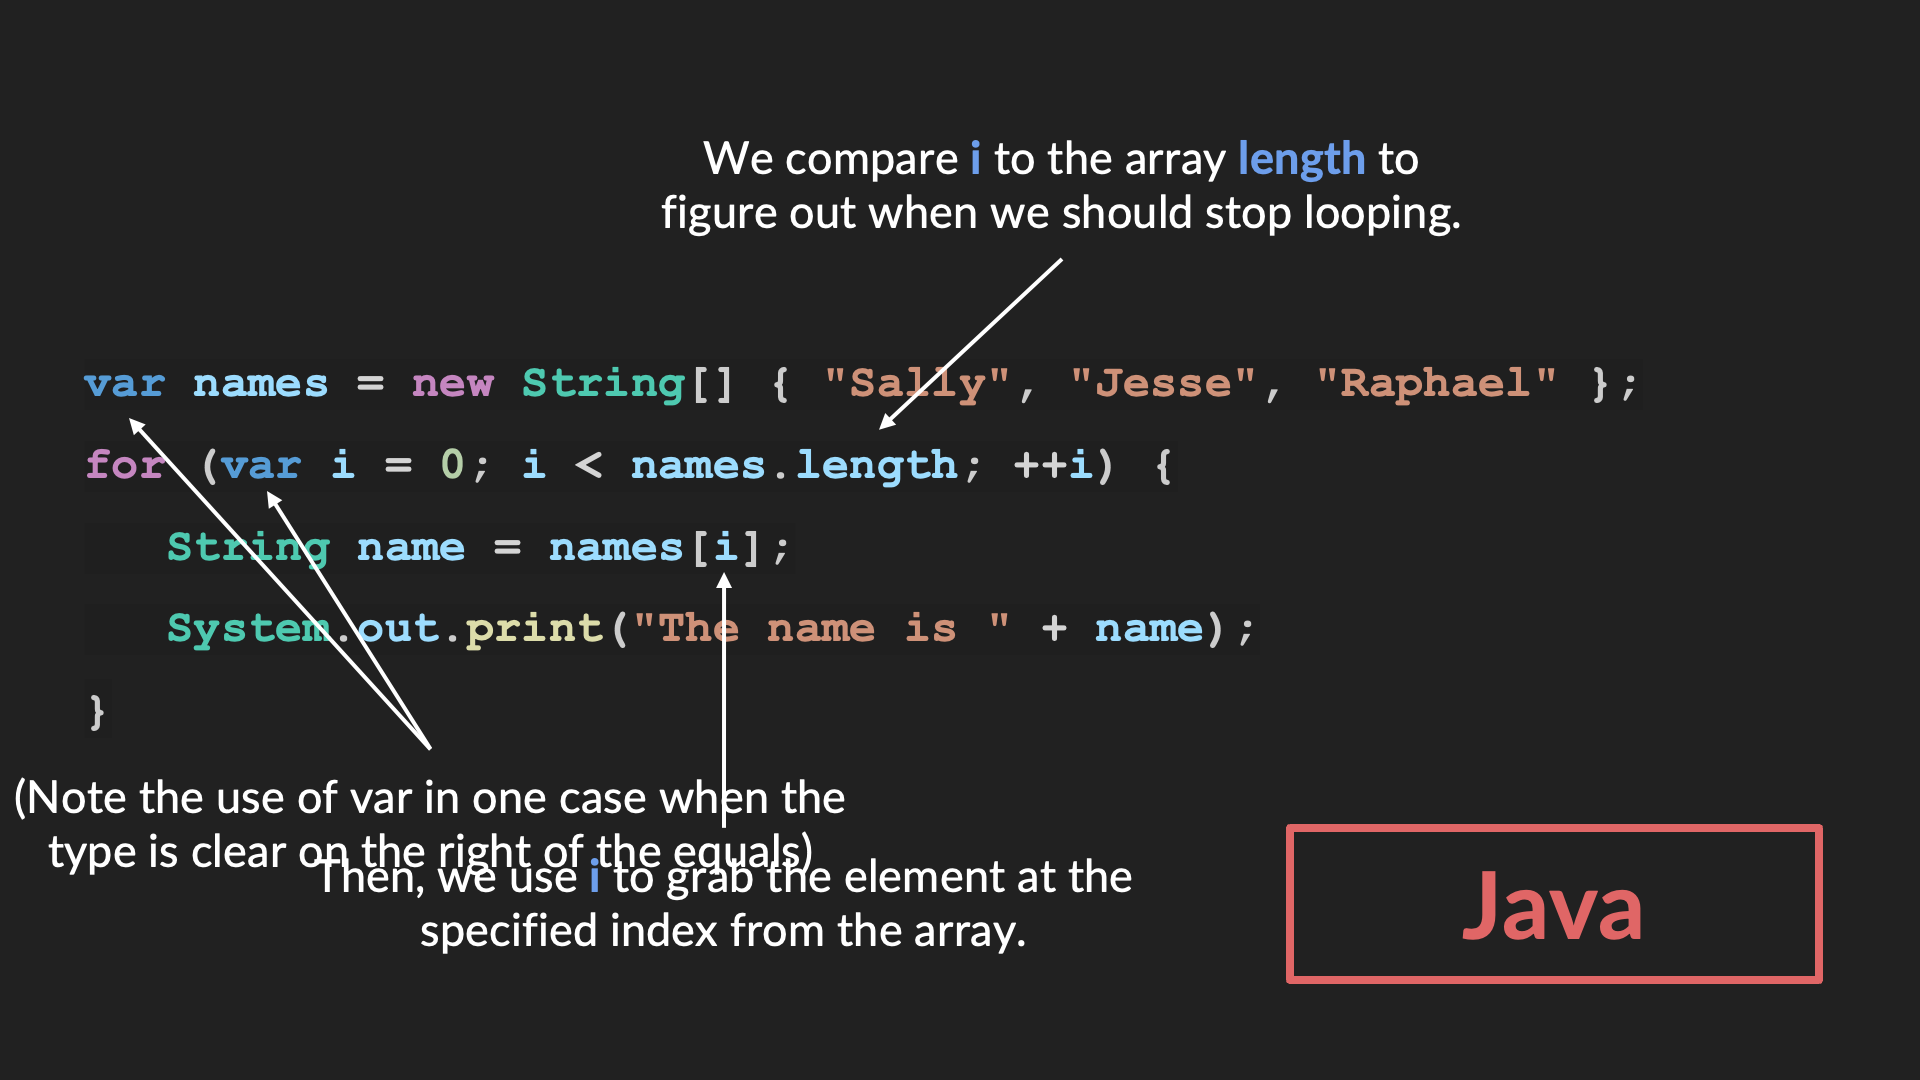 We compare i to the array length to
figure out when we should stop looping.
var names = new String[] { "Sally", "Jesse", "Raphael" };
for (var i = 0; i < names.length; ++i) {
   String name = names[i];
   System.out.print("The name is " + name);
}
(Note the use of var in one case when the
type is clear on the right of the equals)
Then, we use i to grab the element at the
specified index from the array.
Java